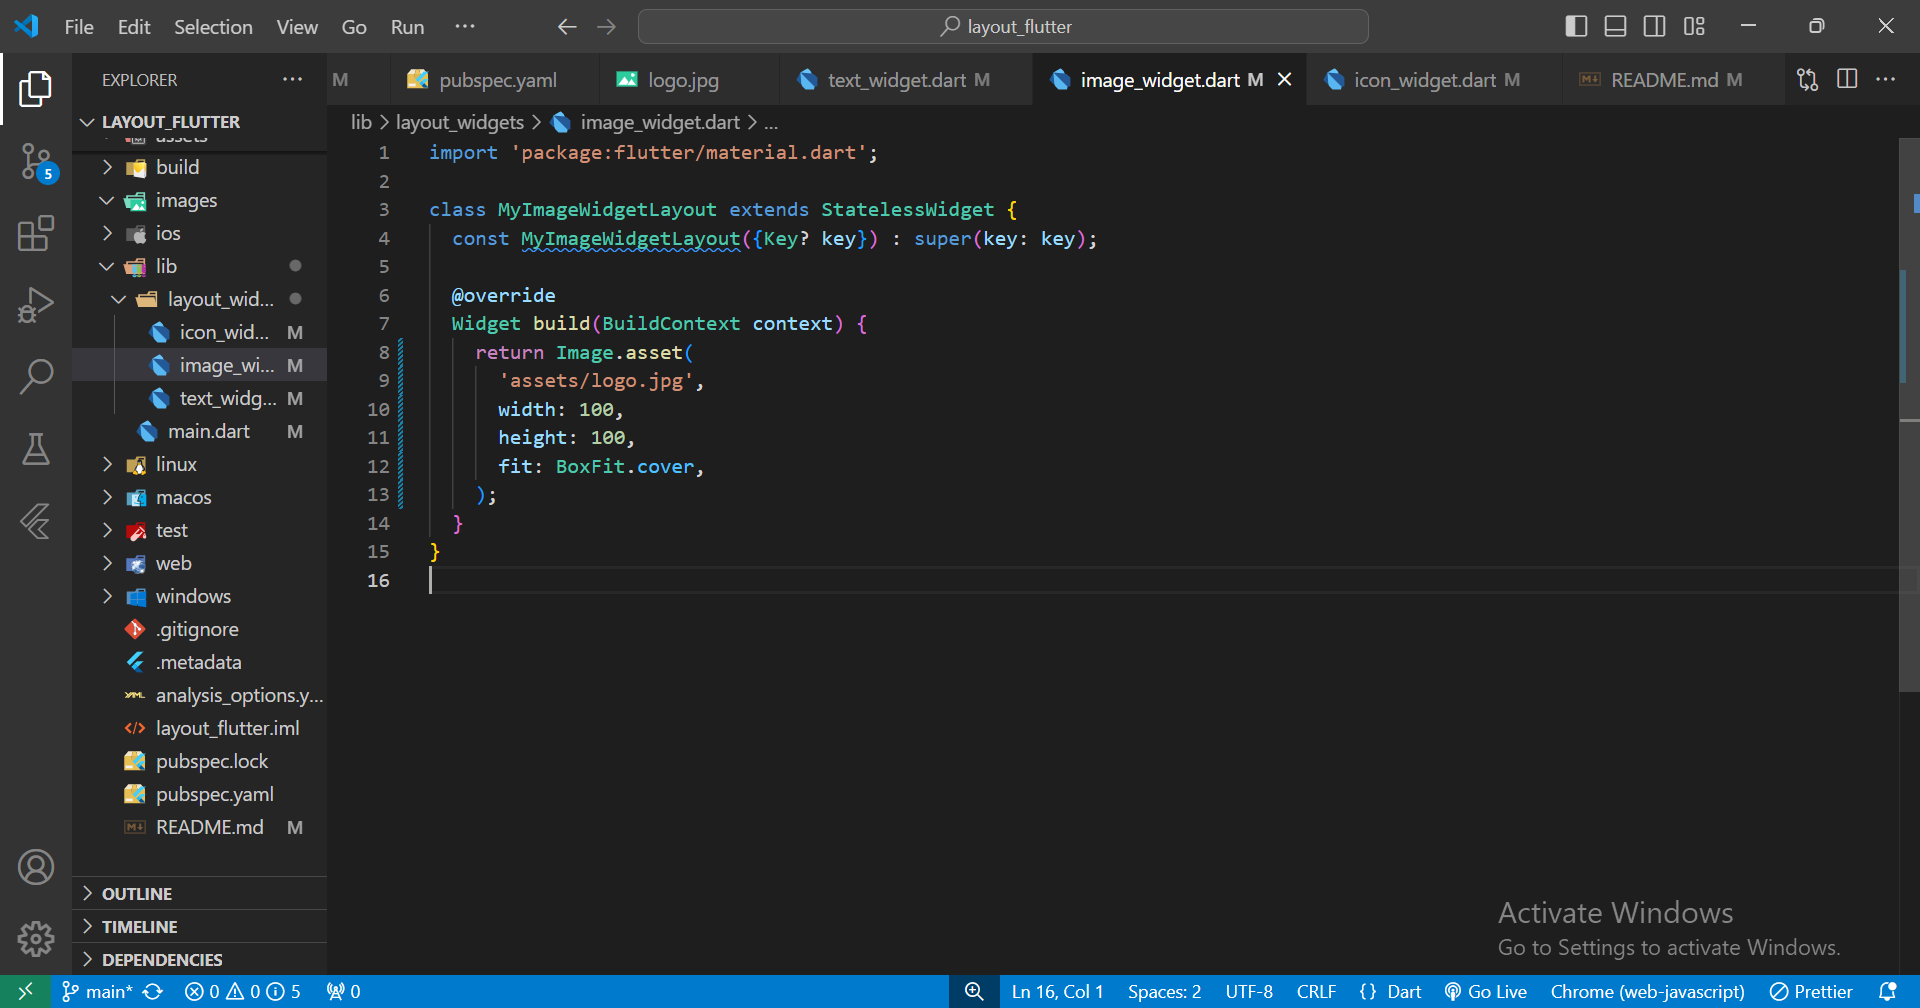 File Edit Selection View Go Run ··· layout_flutter
EXPLORER ···
M pubspec.yaml logo.jpg text_widget.dart M image_widget.dart M icon_widget.dart M README.md M ···
LAYOUT_FLUTTER
lib > layout_widgets > image_widget.dart > ...
assets
build
images
ios
lib
layout_wid...
icon_wid... M
image_wi... M
text_widg... M
main.dart M
linux
macos
test
web
windows
.gitignore
.metadata
analysis_options.y...
layout_flutter.iml
pubspec.lock
pubspec.yaml
README.md M
OUTLINE
TIMELINE
DEPENDENCIES
5
1 import 'package:flutter/material.dart';
2
3 class MyImageWidgetLayout extends StatelessWidget {
4 const MyImageWidgetLayout({Key? key}) : super(key: key);
5
6 @override
7 Widget build(BuildContext context) {
8 return Image.asset(
9 'assets/logo.jpg',
10 width: 100,
11 height: 100,
12 fit: BoxFit.cover,
13 );
14 }
15 }
16
Activate Windows
Go to Settings to activate Windows.
main* 0 0 5 0 Ln 16, Col 1 Spaces: 2 UTF-8 CRLF {} Dart Go Live Chrome (web-javascript) Prettier